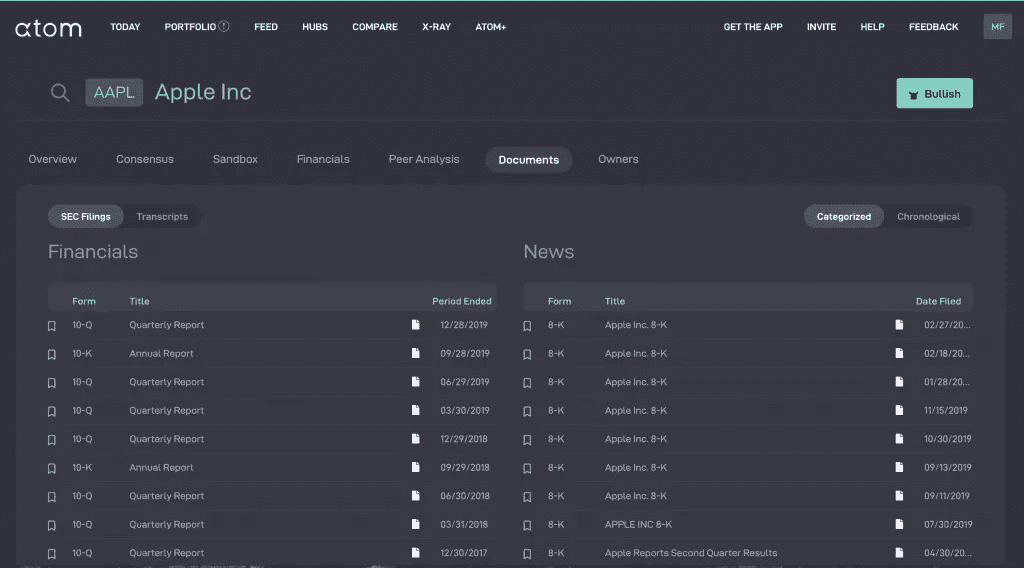 atom TODAY PORTFOLIO FEED HUBS COMPARE X-RAY ATOM+ GET THE APP INVITE HELP FEEDBACK MF
AAPL Apple Inc Bullish
Overview Consensus Sandbox Financials Peer Analysis Documents Owners
SEC Filings Transcripts Categorized Chronological
Financials
Form Title Period Ended
10-Q Quarterly Report 12/28/2019
10-K Annual Report 09/28/2019
10-Q Quarterly Report 06/29/2019
10-Q Quarterly Report 03/30/2019
10-Q Quarterly Report 12/29/2018
10-K Annual Report 09/29/2018
10-Q Quarterly Report 06/30/2018
10-Q Quarterly Report 03/31/2018
10-Q Quarterly Report 12/30/2017
News
Form Title Date Filed
8-K Apple Inc. 8-K 02/27/20...
8-K Apple Inc. 8-K 02/18/20...
8-K Apple Inc. 8-K 01/28/20...
8-K Apple Inc. 8-K 11/15/2019
8-K Apple Inc. 8-K 10/30/2019
8-K Apple Inc. 8-K 09/13/2019
8-K Apple Inc. 8-K 09/11/2019
8-K APPLE INC 8-K 07/30/2019
8-K Apple Reports Second Quarter Results 04/30/20...